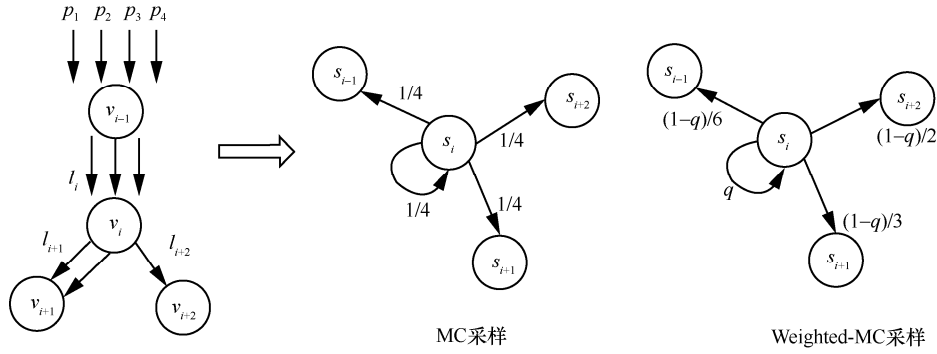 p1 p2 p3 p4
vi−1
li
vi
li+1
li+2
vi+1
vi+2
si−1
1/4
si+2
1/4
si
1/4
1/4
si+1
MC采样
si−1
(1−q)/6
si+2
(1−q)/2
si
q
(1−q)/3
si+1
Weighted-MC采样